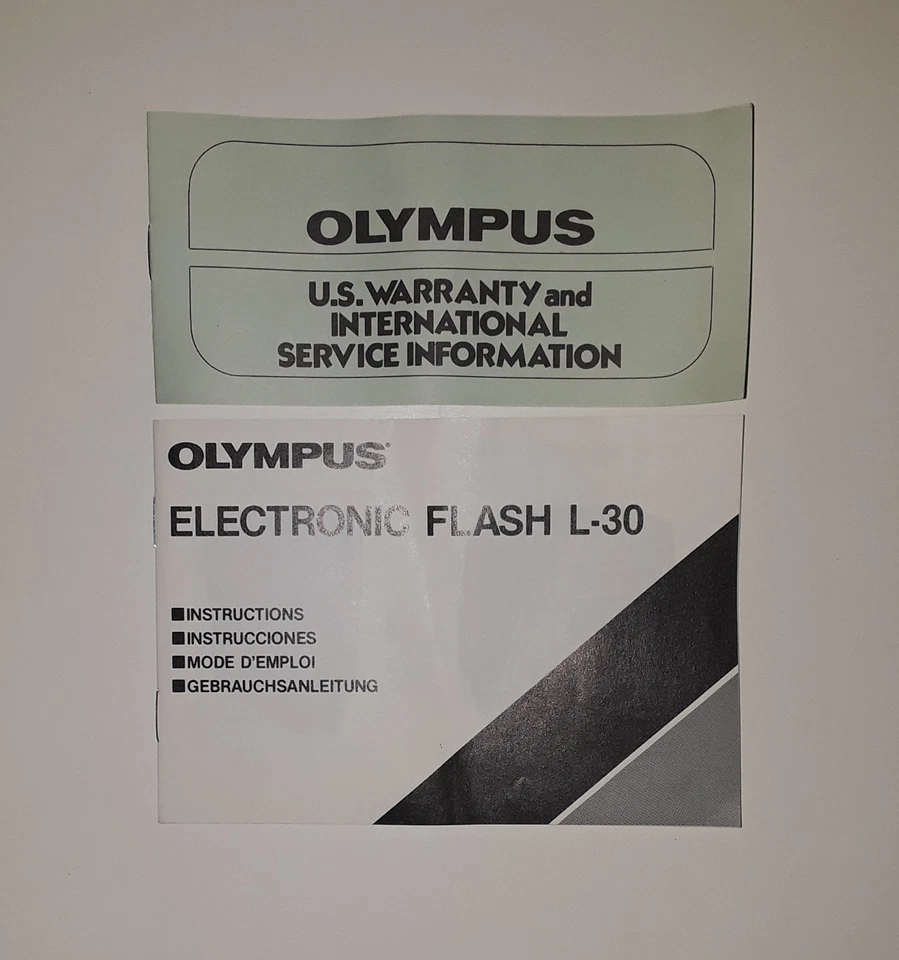 OLYMPUS
U.S. WARRANTY and
INTERNATIONAL
SERVICE INFORMATION
OLYMPUS®
ELECTRONIC FLASH L-30
■INSTRUCTIONS
■INSTRUCCIONES
■MODE D'EMPLOI
■GEBRAUCHSANLEITUNG